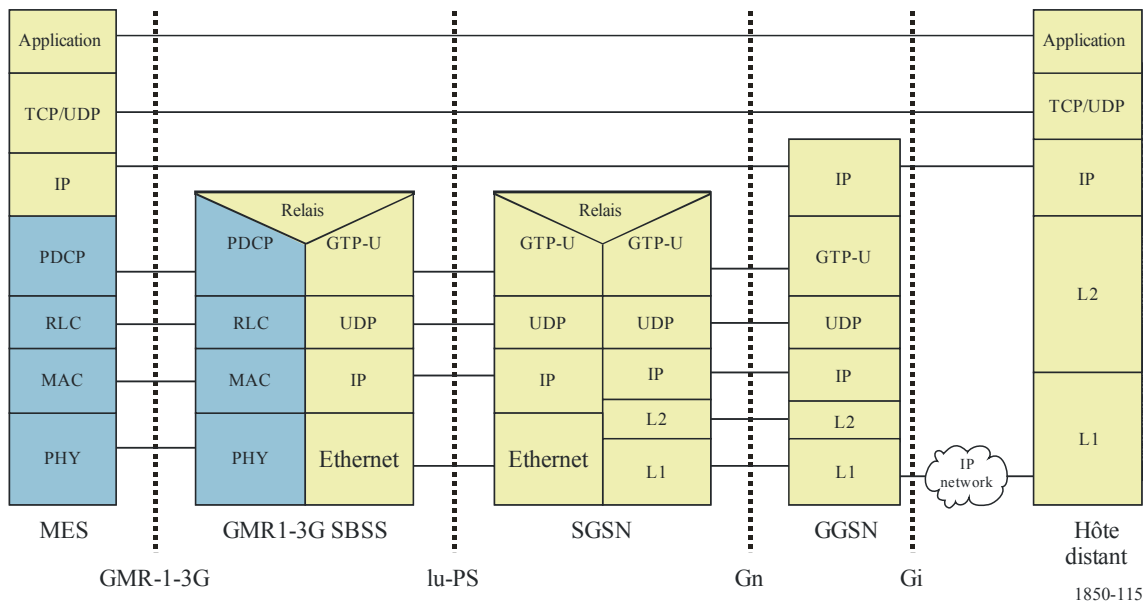 Application
Application
TCP/UDP
TCP/UDP
IP
IP
IP
Relais
Relais
PDCP
PDCP
GTP-U
GTP-U
GTP-U
GTP-U
L2
RLC
RLC
UDP
UDP
UDP
UDP
MAC
MAC
IP
IP
IP
IP
L2
L2
PHY
PHY
Ethernet
Ethernet
L1
L1
L1
IP
network
MES
GMR1-3G SBSS
SGSN
GGSN
Hôte
distant
GMR-1-3G
lu-PS
Gn
Gi
1850-115